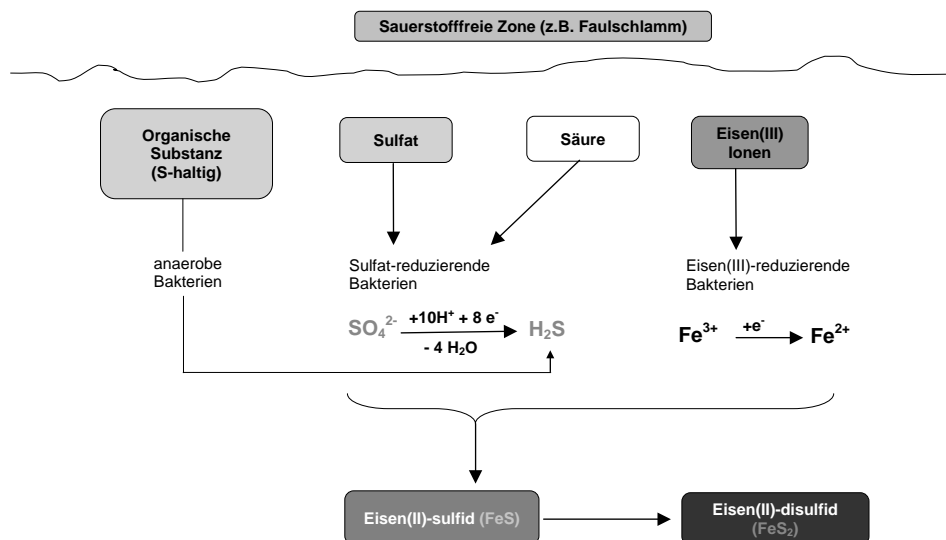 Sauerstofffreie Zone (z.B. Faulschlamm)
Organische
Substanz
(S-haltig)
Sulfat
Säure
Eisen(III)
Ionen
anaerobe
Bakterien
Sulfat-reduzierende
Bakterien
Eisen(III)-reduzierende
Bakterien
SO₄²⁻ +10H⁺ + 8 e⁻ H₂S
- 4 H₂O
Fe³⁺ +e⁻ Fe²⁺
Eisen(II)-sulfid (FeS)
Eisen(II)-disulfid
(FeS₂)